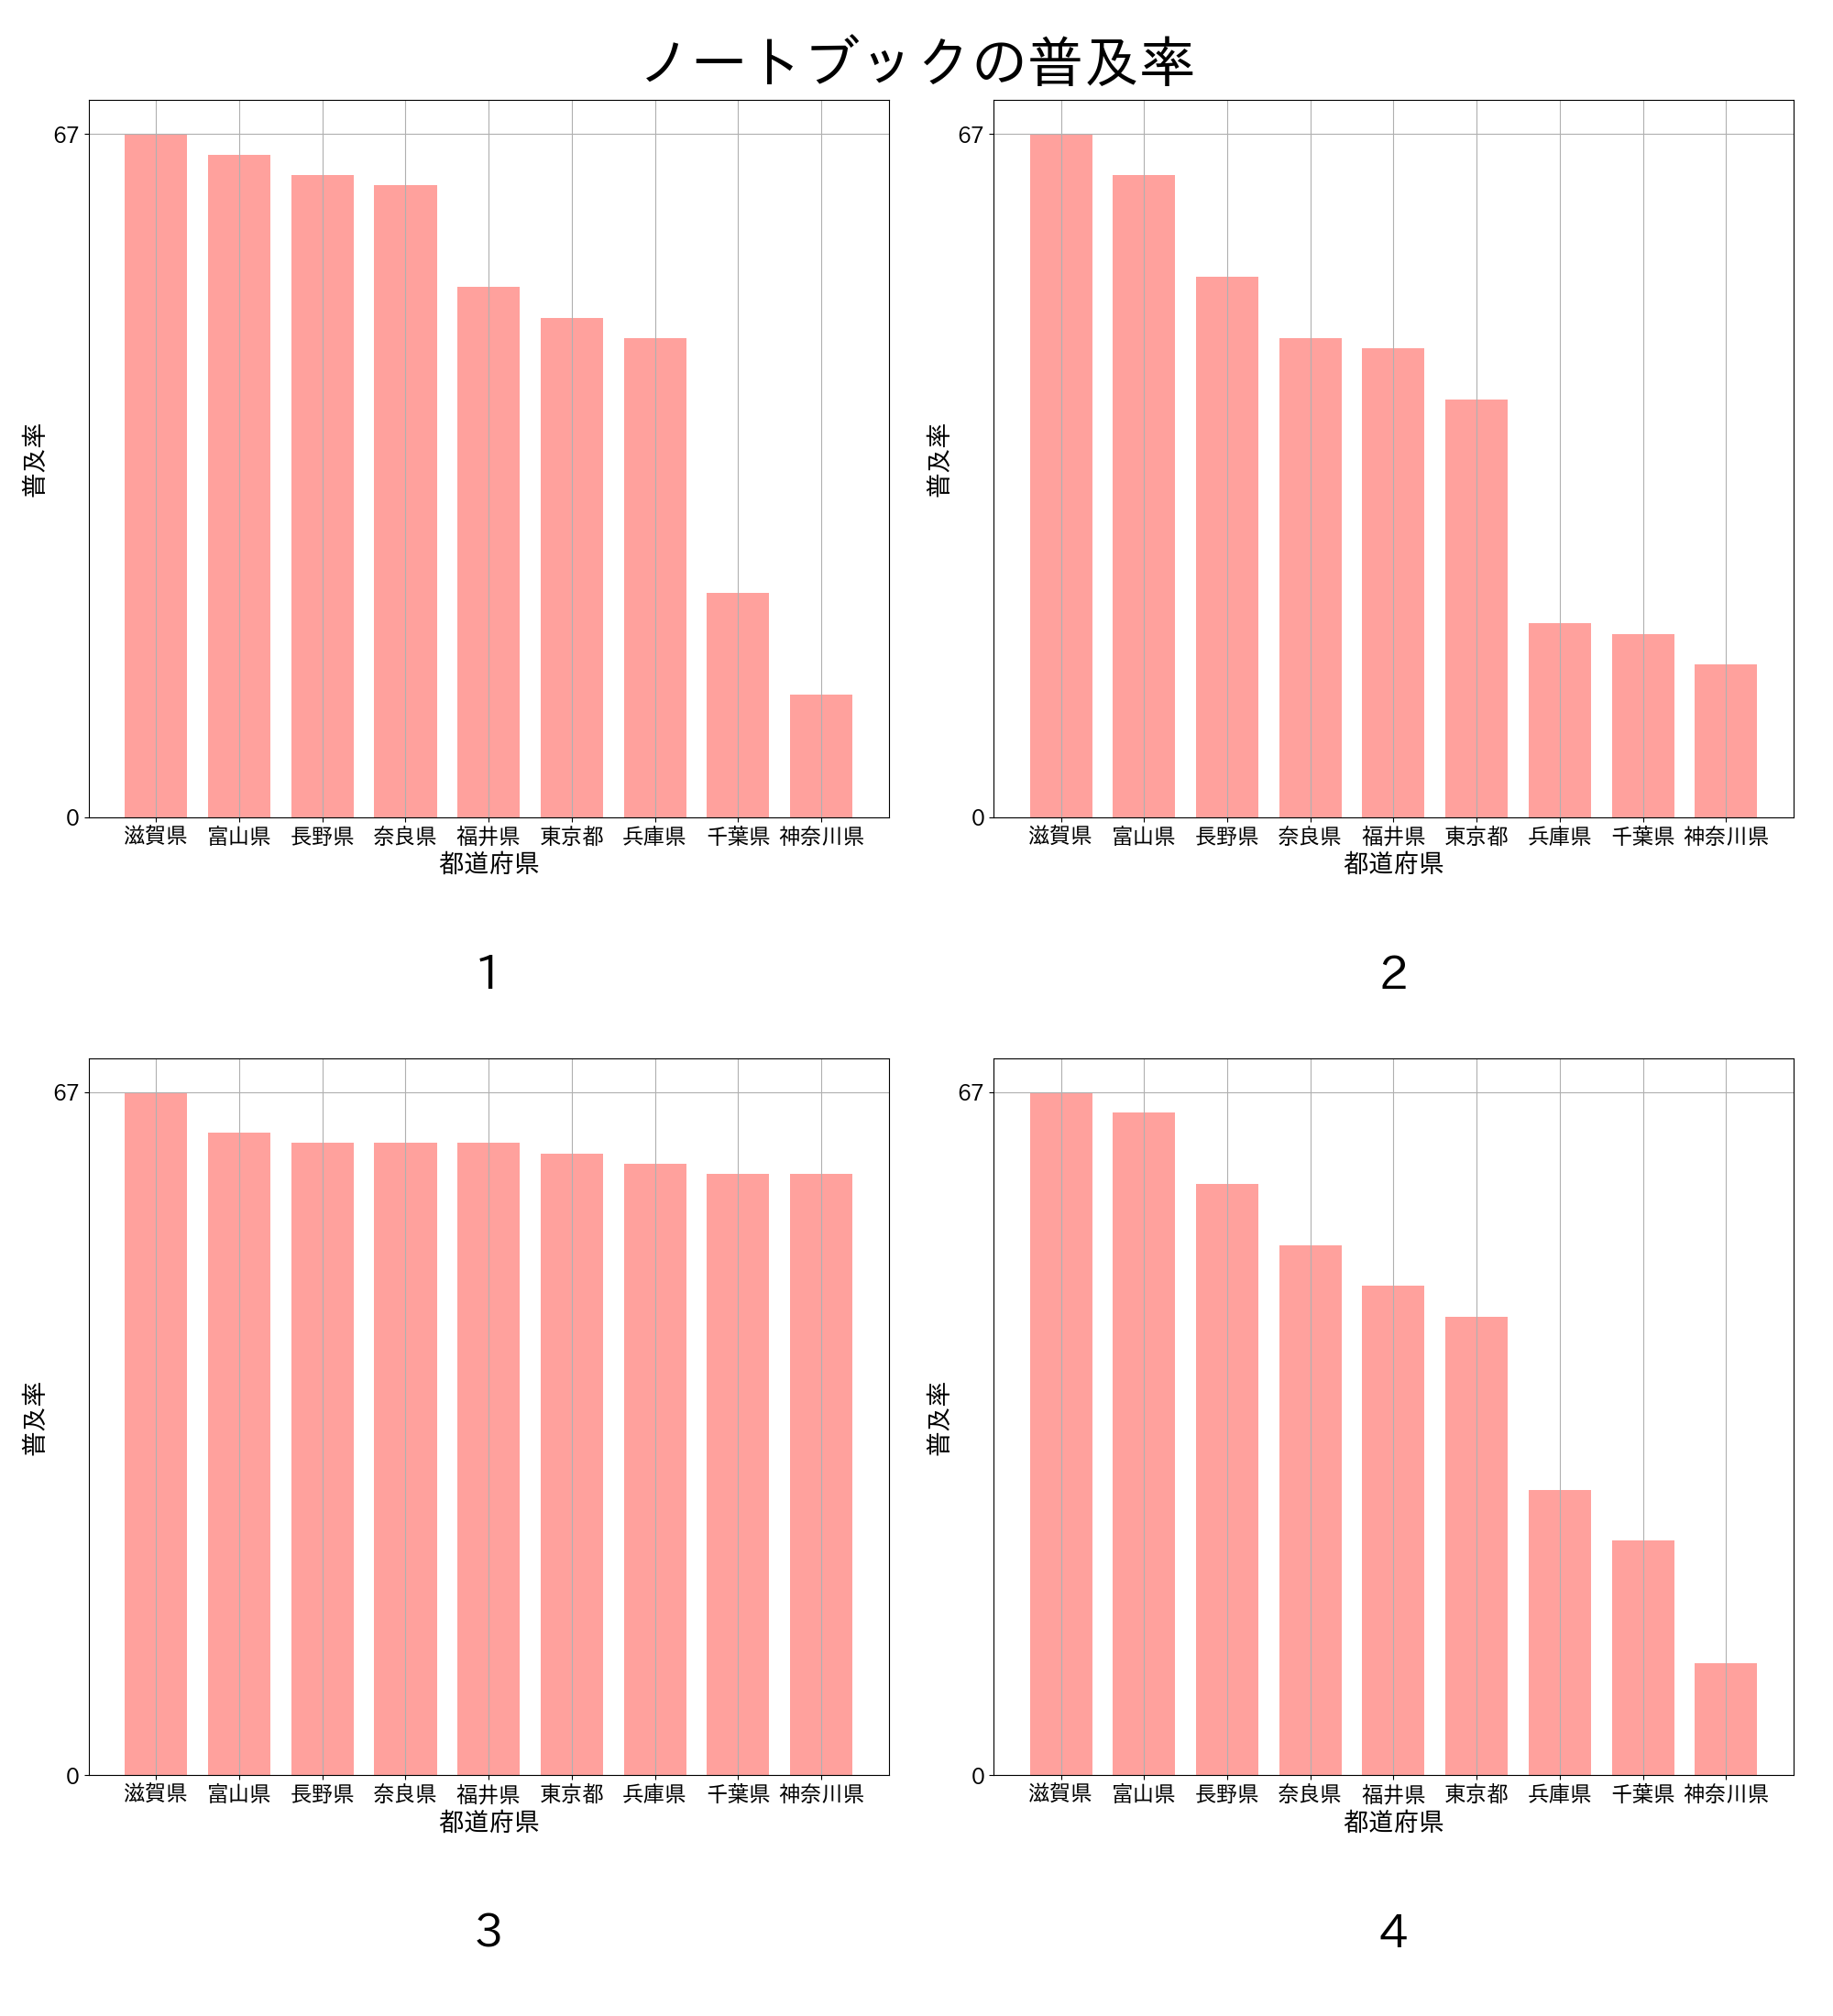 ノートブックの普及率
67
0
普及率
滋賀県 富山県 長野県 奈良県 福井県 東京都 兵庫県 千葉県 神奈川県
都道府県
1
67
0
普及率
滋賀県 富山県 長野県 奈良県 福井県 東京都 兵庫県 千葉県 神奈川県
都道府県
2
67
0
普及率
滋賀県 富山県 長野県 奈良県 福井県 東京都 兵庫県 千葉県 神奈川県
都道府県
3
67
0
普及率
滋賀県 富山県 長野県 奈良県 福井県 東京都 兵庫県 千葉県 神奈川県
都道府県
4